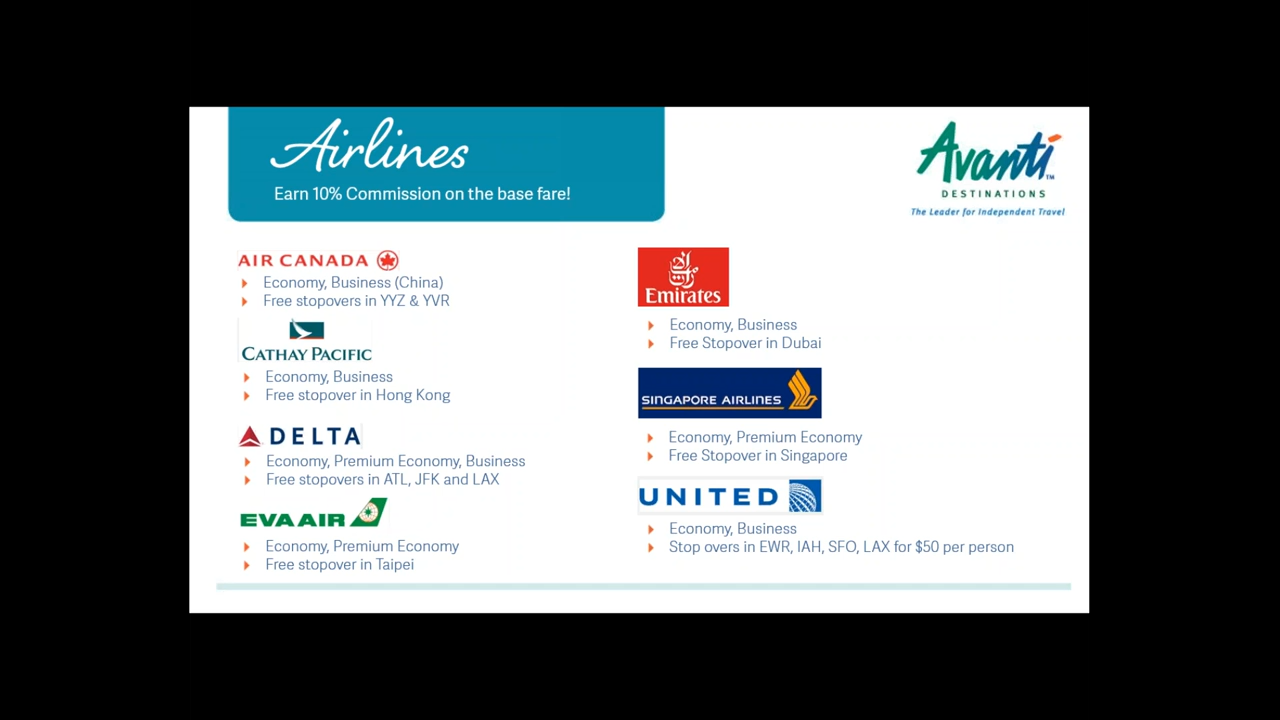 Airlines
Earn 10% Commission on the base fare!
Avanti™
DESTINATIONS
The Leader for Independent Travel
AIR CANADA
Economy, Business (China)
Free stopovers in YYZ & YVR
CATHAY PACIFIC
Economy, Business
Free stopover in Hong Kong
DELTA
Economy, Premium Economy, Business
Free stopovers in ATL, JFK and LAX
EVA AIR
Economy, Premium Economy
Free stopover in Taipei
Emirates
Economy, Business
Free Stopover in Dubai
SINGAPORE AIRLINES
Economy, Premium Economy
Free Stopover in Singapore
UNITED
Economy, Business
Stop overs in EWR, IAH, SFO, LAX for $50 per person